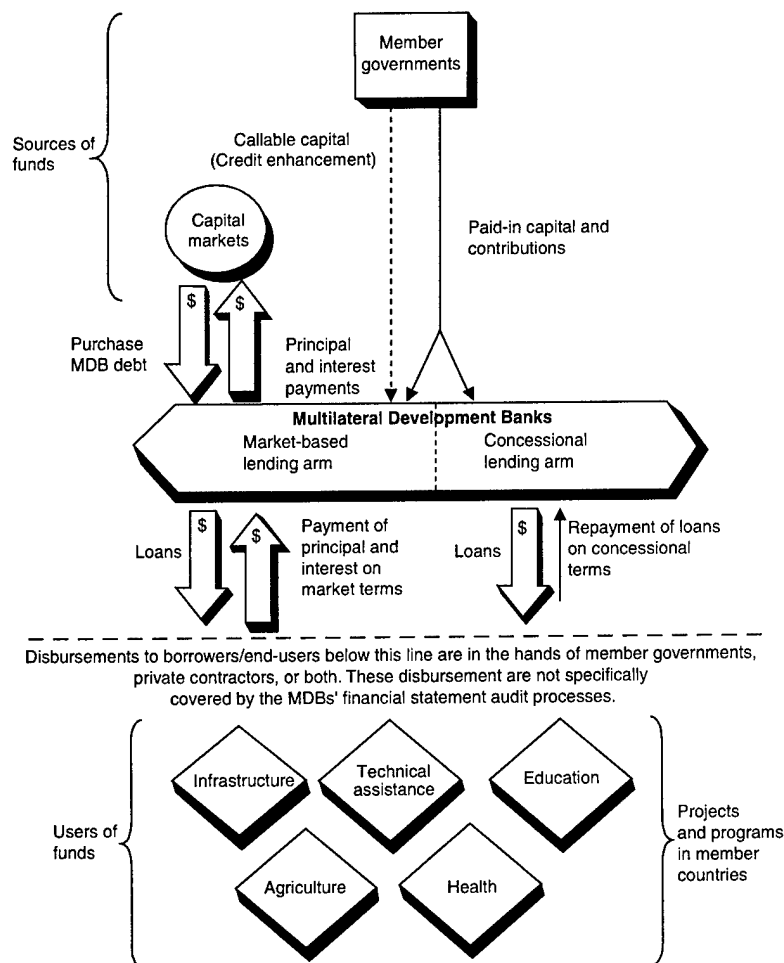 Member
governments
Sources of
funds
Callable capital
(Credit enhancement)
Capital
markets
Paid-in capital and
contributions
$
$
Purchase
MDB debt
Principal
and interest
payments
Multilateral Development Banks
Market-based
lending arm
Concessional
lending arm
Loans
$
$
Payment of
principal and
interest on
market terms
Loans
$
Repayment of loans
on concessional
terms
Disbursements to borrowers/end-users below this line are in the hands of member governments,
private contractors, or both. These disbursement are not specifically
covered by the MDBs' financial statement audit processes.
Infrastructure
Technical
assistance
Education
Users of
funds
Projects
and programs
in member
countries
Agriculture
Health